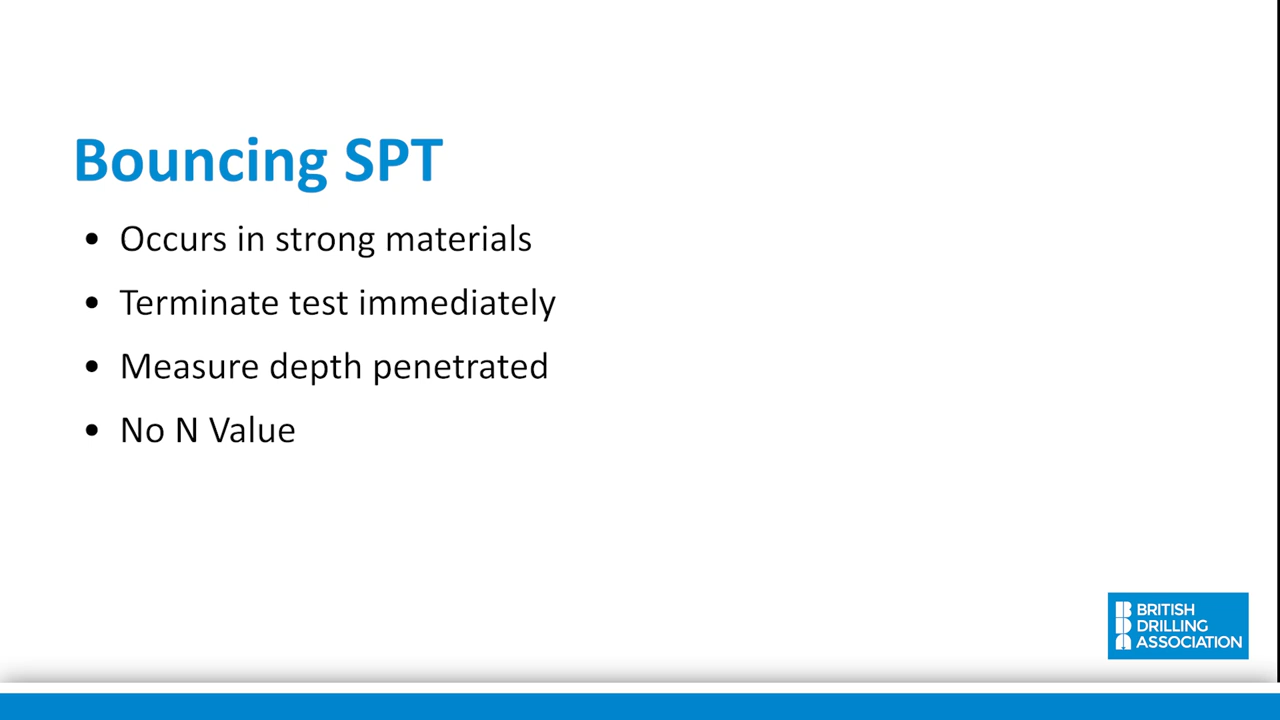 Bouncing SPT
• Occurs in strong materials
• Terminate test immediately
• Measure depth penetrated
• No N Value
BRITISH
DRILLING
ASSOCIATION